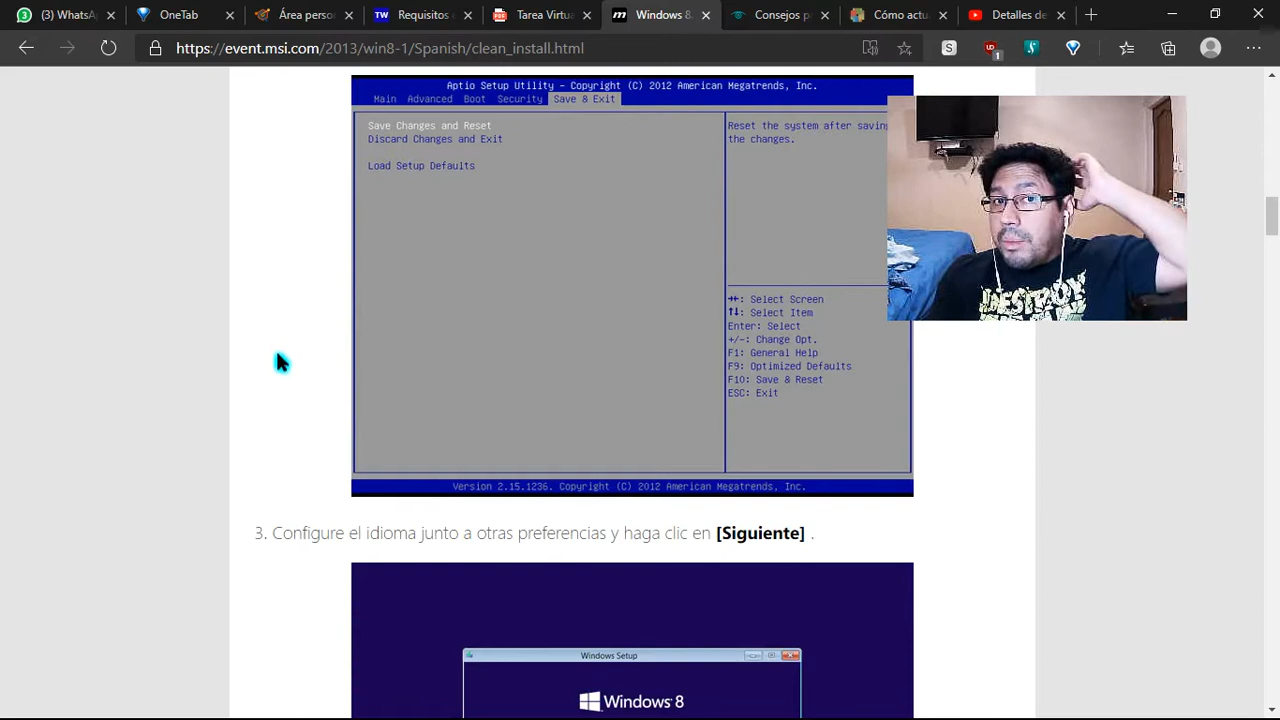 (3) WhatsA
OneTab
Área person
Requisitos d
Tarea Virtua
Windows 8.
Consejos pa
Cómo actua
Detalles de
https://event.msi.com/2013/win8-1/Spanish/clean_install.html
Aptio Setup Utility – Copyright (C) 2012 American Megatrends, Inc.
Main Advanced Boot Security Save & Exit
Save Changes and Reset
Discard Changes and Exit
Load Setup Defaults
Reset the system after saving
the changes.
→←: Select Screen
↑↓: Select Item
Enter: Select
+/-: Change Opt.
F1: General Help
F9: Optimized Defaults
F10: Save & Reset
ESC: Exit
Version 2.15.1236. Copyright (C) 2012 American Megatrends, Inc.
DESTROY
3. Configure el idioma junto a otras preferencias y haga clic en [Siguiente] .
Windows Setup
Windows 8